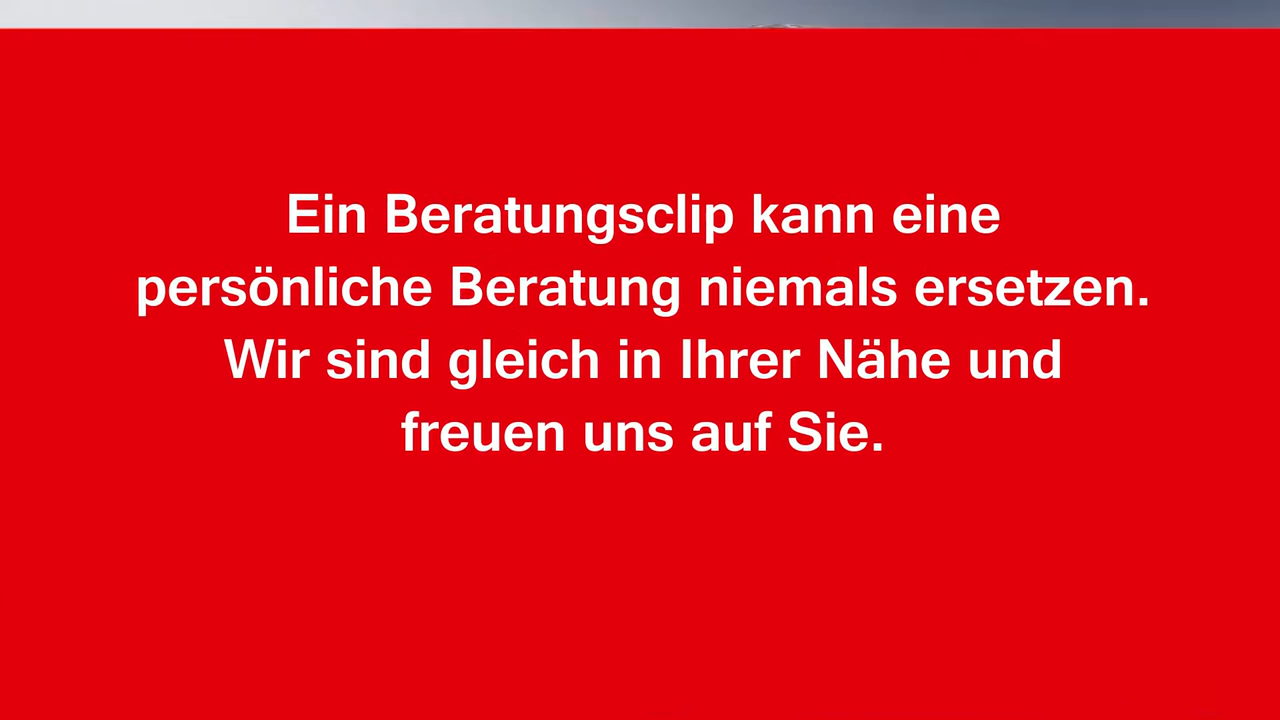 Ein Beratungsclip kann eine
persönliche Beratung niemals ersetzen.
Wir sind gleich in Ihrer Nähe und
freuen uns auf Sie.